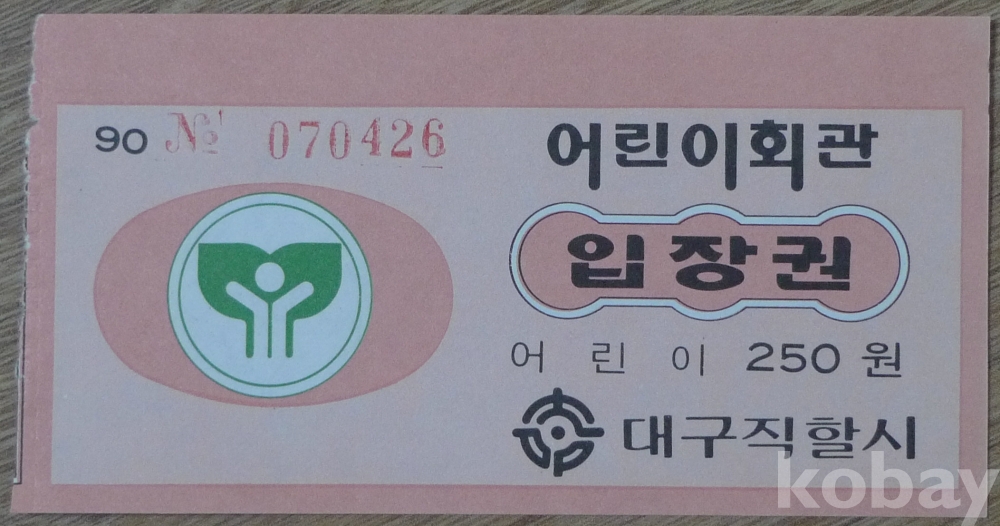 90 № 070426
어린이회관
입장권
어린이 250원
대구직할시
kobay